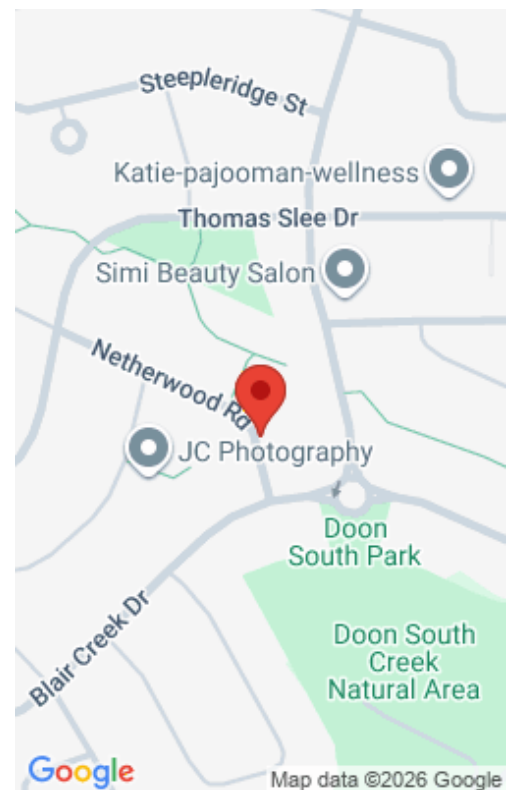 Steepleridge St
Katie-pajooman-wellness
Thomas Slee Dr
Simi Beauty Salon
Netherwood Rd
JC Photography
Doon
South Park
Doon South
Creek
Natural Area
Blair Creek Dr
Google
Map data ©2026 Google